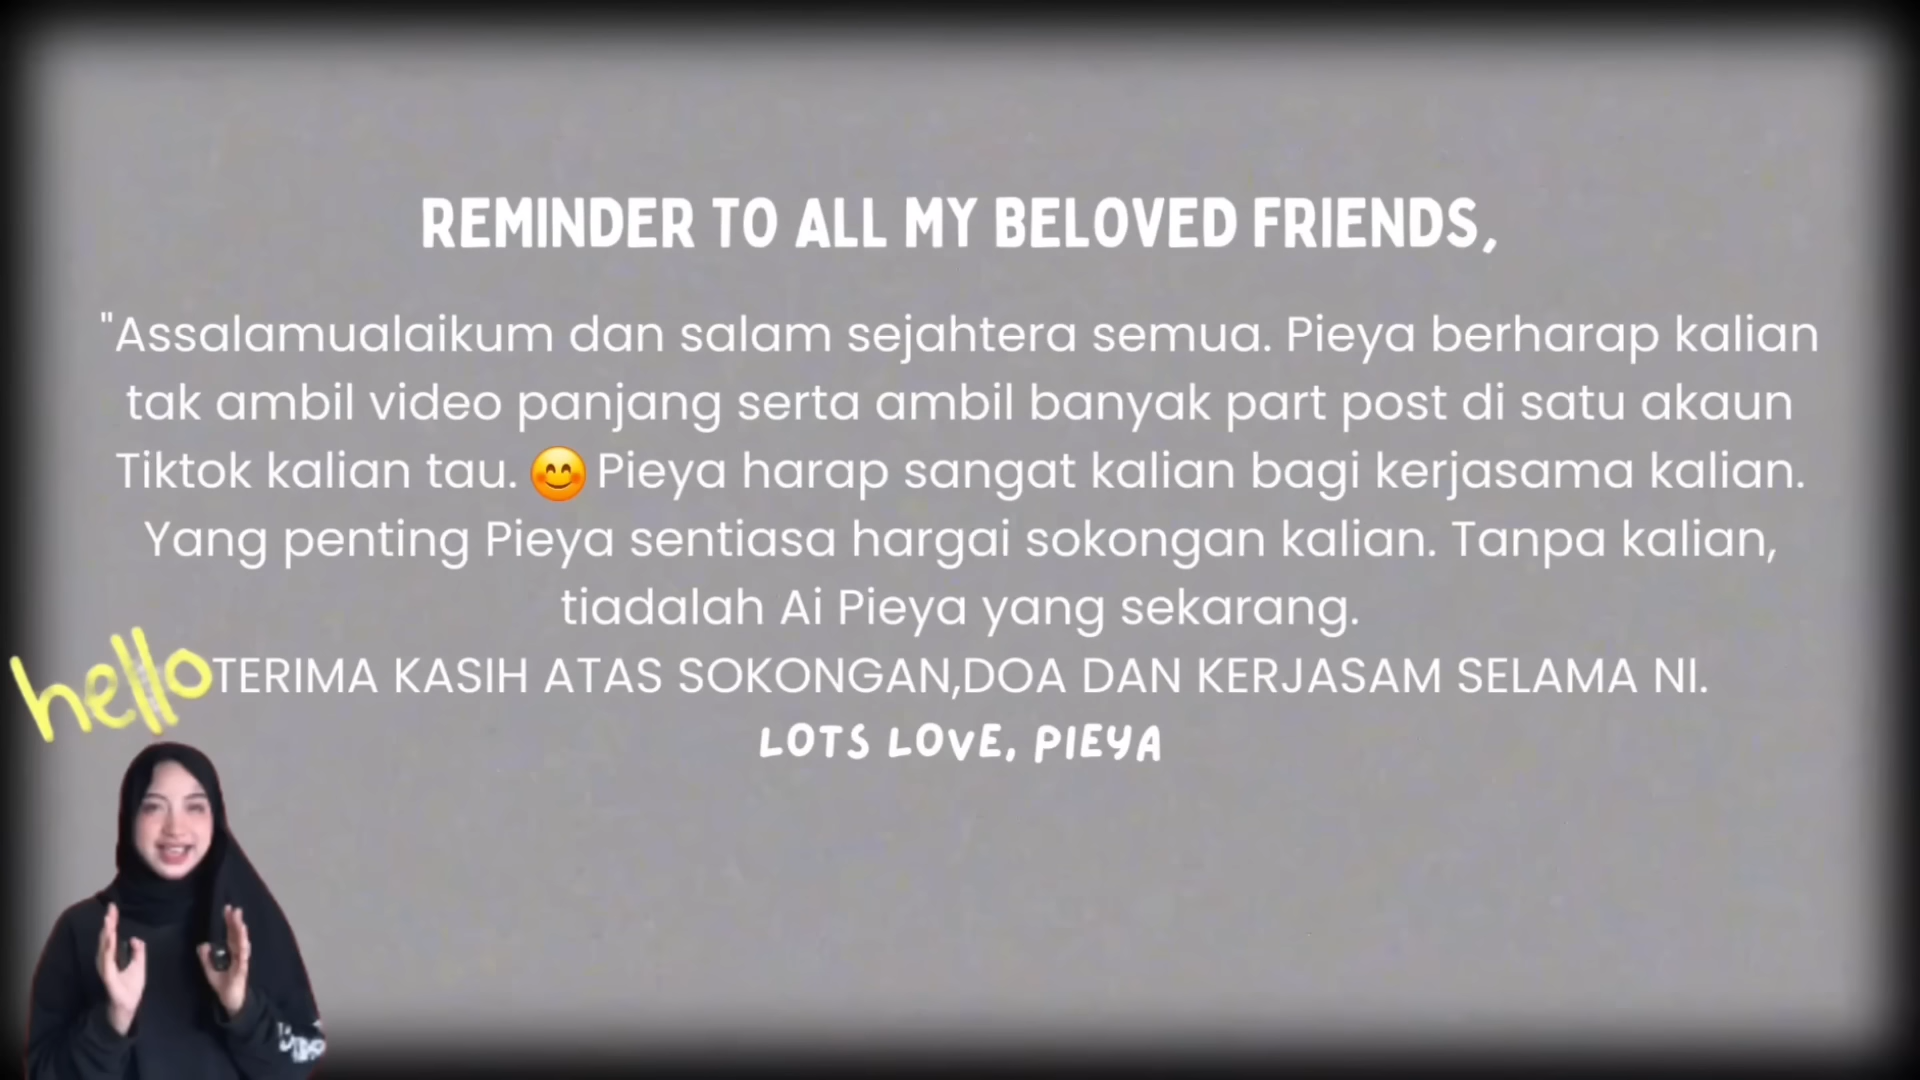 REMINDER TO ALL MY BELOVED FRIENDS,
"Assalamualaikum dan salam sejahtera semua. Pieya berharap kalian
tak ambil video panjang serta ambil banyak part post di satu akaun
Tiktok kalian tau. 😊 Pieya harap sangat kalian bagi kerjasama kalian.
Yang penting Pieya sentiasa hargai sokongan kalian. Tanpa kalian,
tiadalah Ai Pieya yang sekarang.
hello
TERIMA KASIH ATAS SOKONGAN,DOA DAN KERJASAM SELAMA NI.
LOTS LOVE, PIEYA